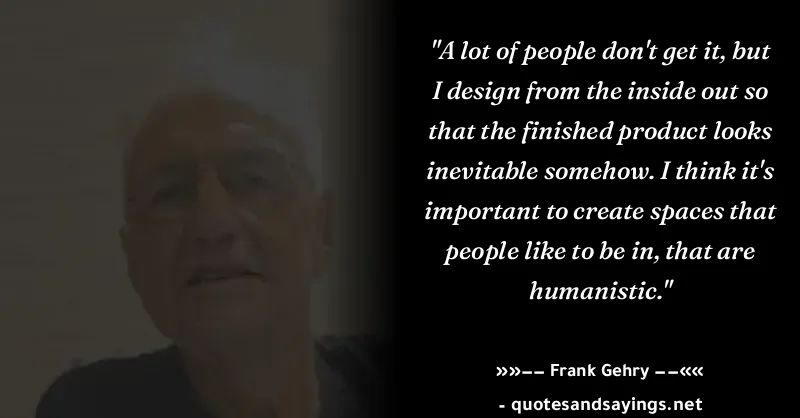 "A lot of people don't get it, but
I design from the inside out so
that the finished product looks
inevitable somehow. I think it's
important to create spaces that
people like to be in, that are
humanistic."
»»−− Frank Gehry −−««
- quotesandsayings.net